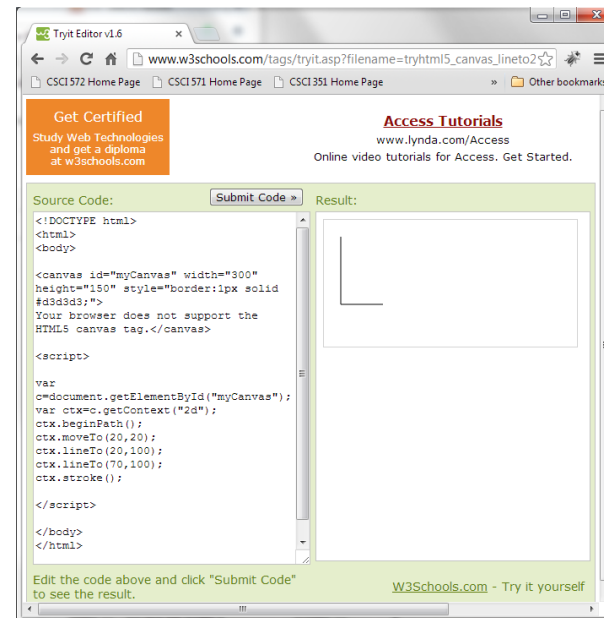 Tryit Editor v1.6
www.w3schools.com/tags/tryit.asp?filename=tryhtml5_canvas_lineto2
CSCI 572 Home Page CSCI 571 Home Page CSCI 351 Home Page » Other bookmarks
Get Certified
Study Web Technologies
and get a diploma
at w3schools.com
Access Tutorials
www.lynda.com/Access
Online video tutorials for Access. Get Started.
Source Code:
Submit Code »
<!DOCTYPE html>
<html>
<body>
<canvas id="myCanvas" width="300"
height="150" style="border:1px solid
#d3d3d3;">
Your browser does not support the
HTML5 canvas tag.</canvas>
<script>
var
c=document.getElementById("myCanvas");
var ctx=c.getContext("2d");
ctx.beginPath();
ctx.moveTo(20,20);
ctx.lineTo(20,100);
ctx.lineTo(70,100);
ctx.stroke();
</script>
</body>
</html>
Result:
Edit the code above and click "Submit Code"
to see the result.
W3Schools.com - Try it yourself